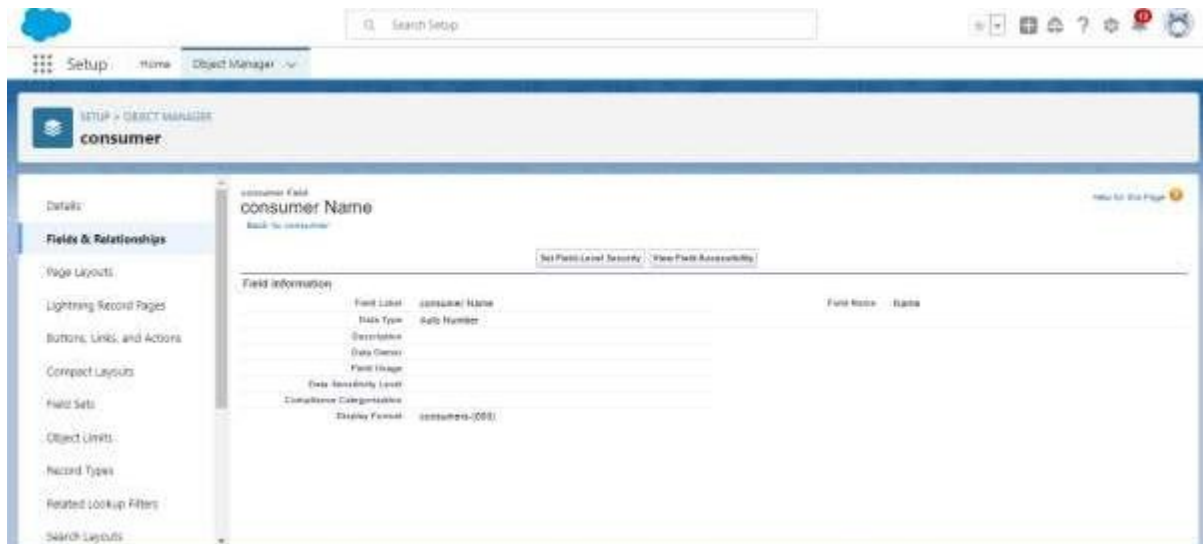 Search Setup
Setup Home Object Manager
SETUP > OBJECT MANAGER
consumer
Details
Fields & Relationships
Page Layouts
Lightning Record Pages
Buttons, Links, and Actions
Compact Layouts
Field Sets
Object Limits
Record Types
Related Lookup Filters
Search Layouts
consumer Field
consumer Name
Back to consumer
Help for this Page
Set Field-Level Security View Field Accessibility
Field Information
Field Label consumer Name Field Name Name
Data Type Auto Number
Description
Data Owner
Field Usage
Data Sensitivity Level
Compliance Categorization
Display Format